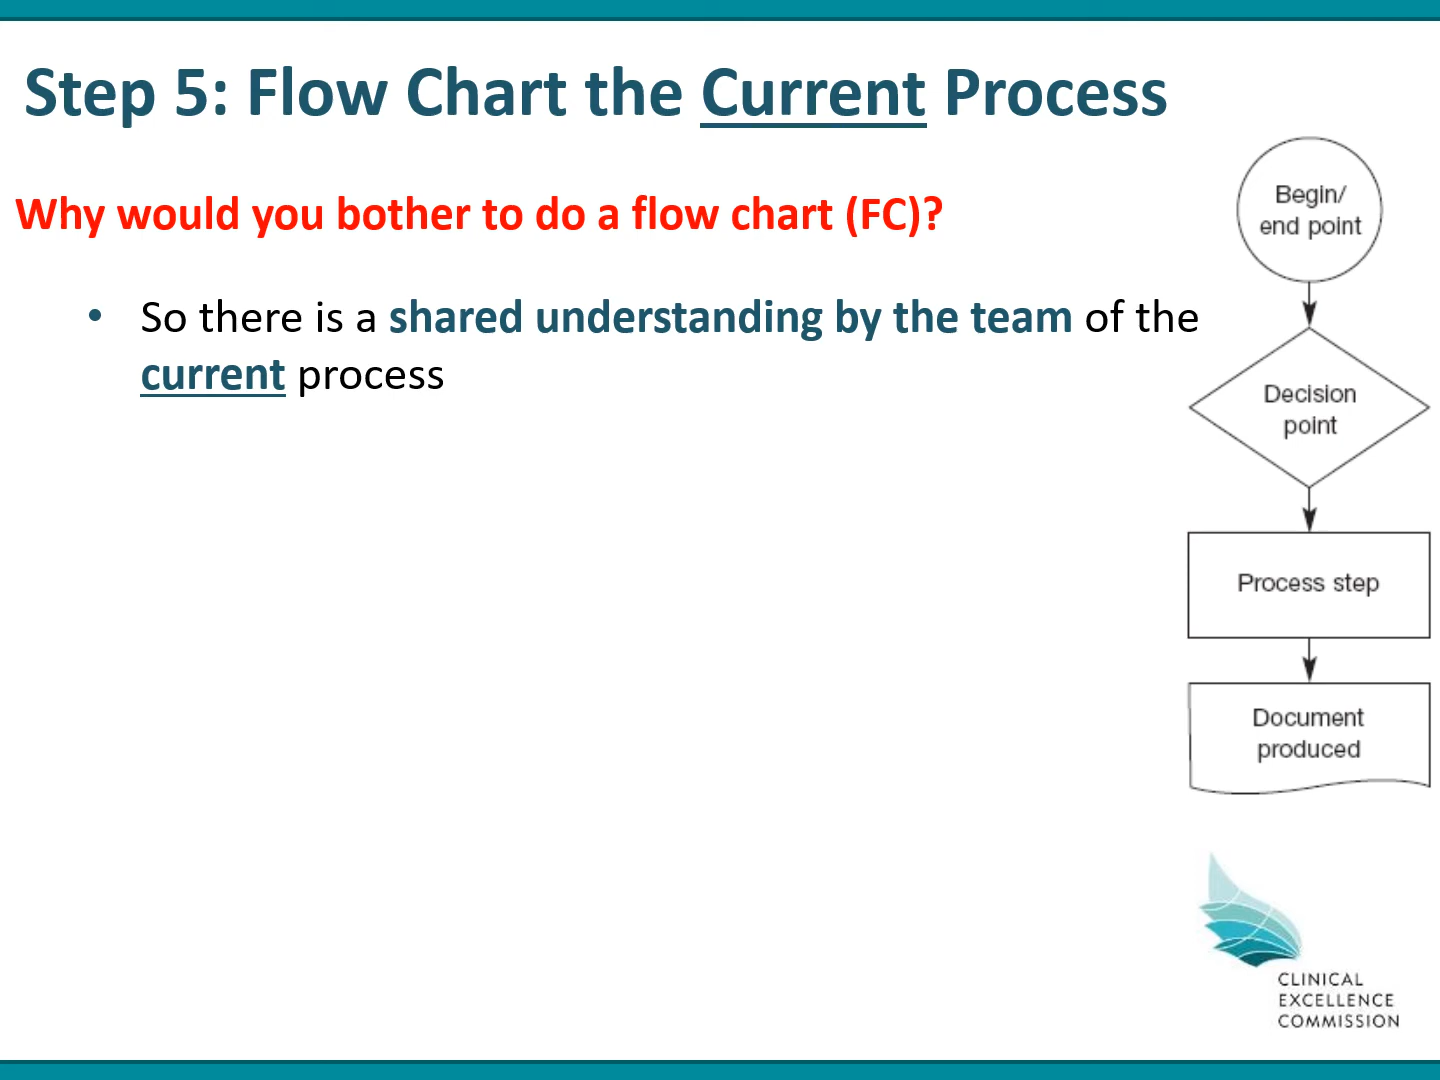 Step 5: Flow Chart the Current Process
Why would you bother to do a flow chart (FC)?
• So there is a shared understanding by the team of the
current process
Begin/
end point
Decision
point
Process step
Document
produced
CLINICAL
EXCELLENCE
COMMISSION